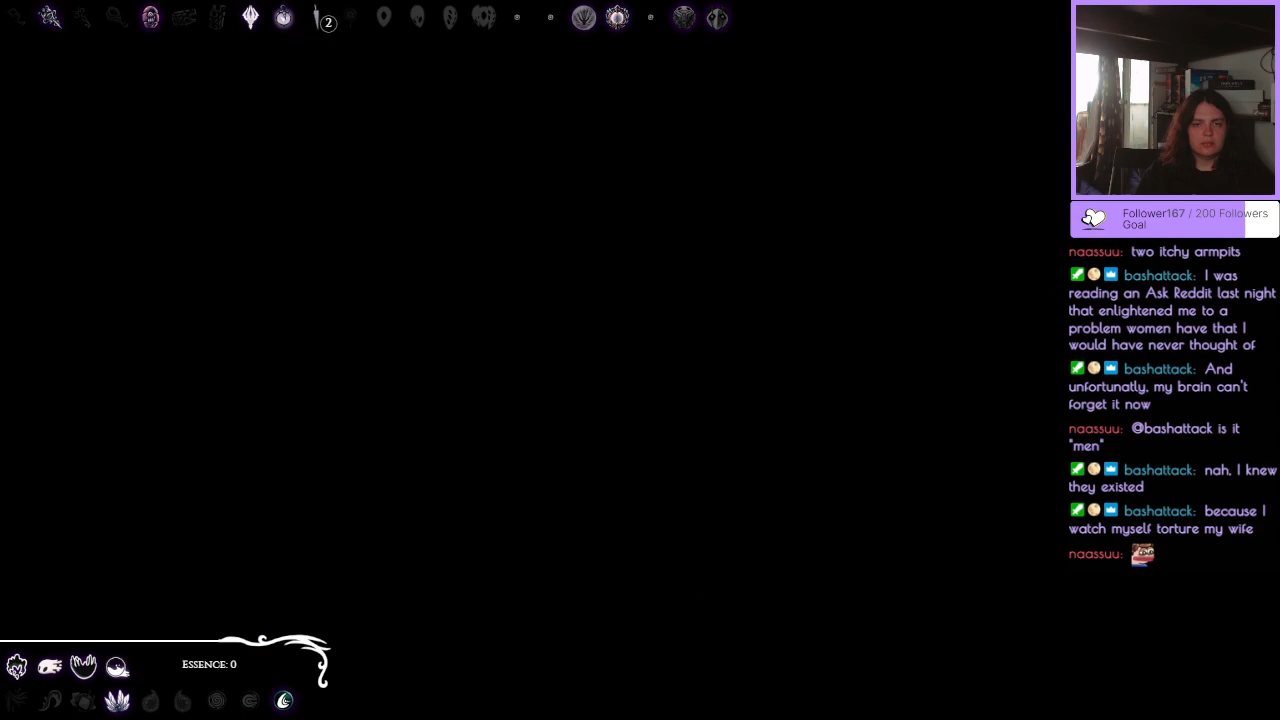 2
Follower167 / 200 Followers
Goal
naassuu: two itchy armpits
bashattack: I was
reading an Ask Reddit last night
that enlightened me to a
problem women have that I
would have never thought of
bashattack: And
unfortunatly, my brain can't
forget it now
naassuu: @bashattack is it
"men"
bashattack: nah, I knew
they existed
bashattack: because I
watch myself torture my wife
naassuu:
Essence: 0